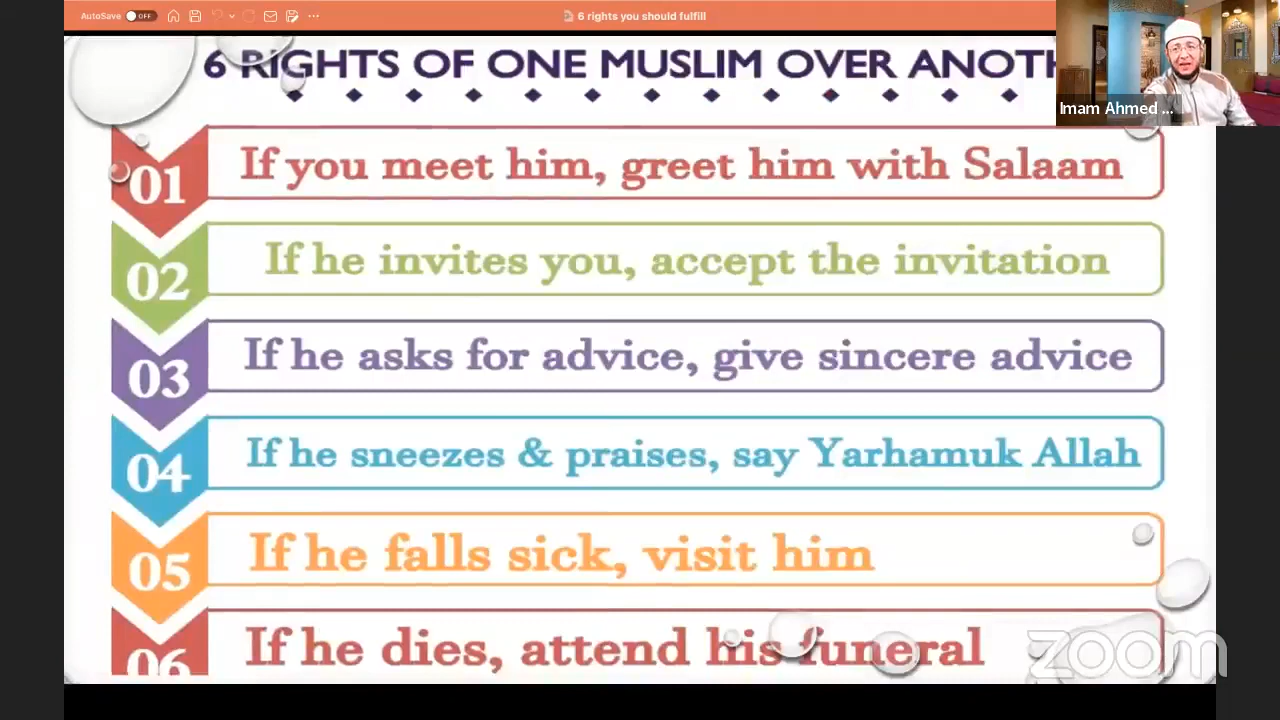 AutoSave OFF
6 rights you should fulfill
6 RIGHTS OF ONE MUSLIM OVER ANOTH
Imam Ahmed ...
01 If you meet him, greet him with Salaam
02 If he invites you, accept the invitation
03 If he asks for advice, give sincere advice
04 If he sneezes & praises, say Yarhamuk Allah
05 If he falls sick, visit him
06 If he dies, attend his funeral
zoom